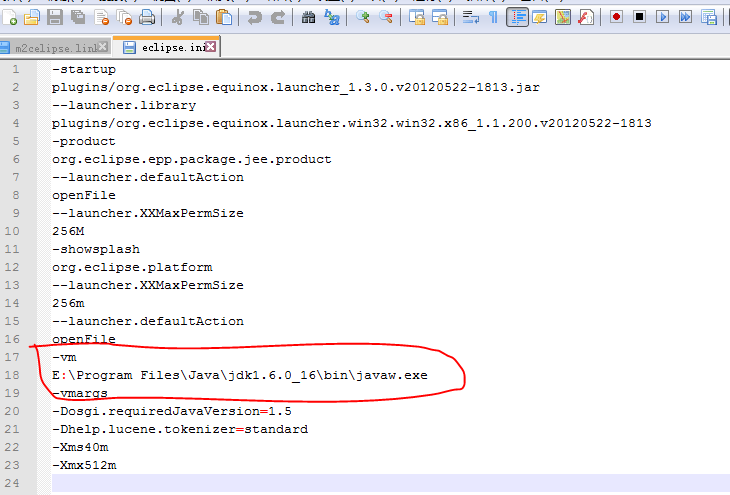 m2celipse.link
eclipse.ini
1 -startup
2 plugins/org.eclipse.equinox.launcher_1.3.0.v20120522-1813.jar
3 --launcher.library
4 plugins/org.eclipse.equinox.launcher.win32.win32.x86_1.1.200.v20120522-1813
5 -product
6 org.eclipse.epp.package.jee.product
7 --launcher.defaultAction
8 openFile
9 --launcher.XXMaxPermSize
10 256M
11 -showsplash
12 org.eclipse.platform
13 --launcher.XXMaxPermSize
14 256m
15 --launcher.defaultAction
16 openFile
17 -vm
18 E:\Program Files\Java\jdk1.6.0_16\bin\javaw.exe
19 -vmargs
20 -Dosgi.requiredJavaVersion=1.5
21 -Dhelp.lucene.tokenizer=standard
22 -Xms40m
23 -Xmx512m
24